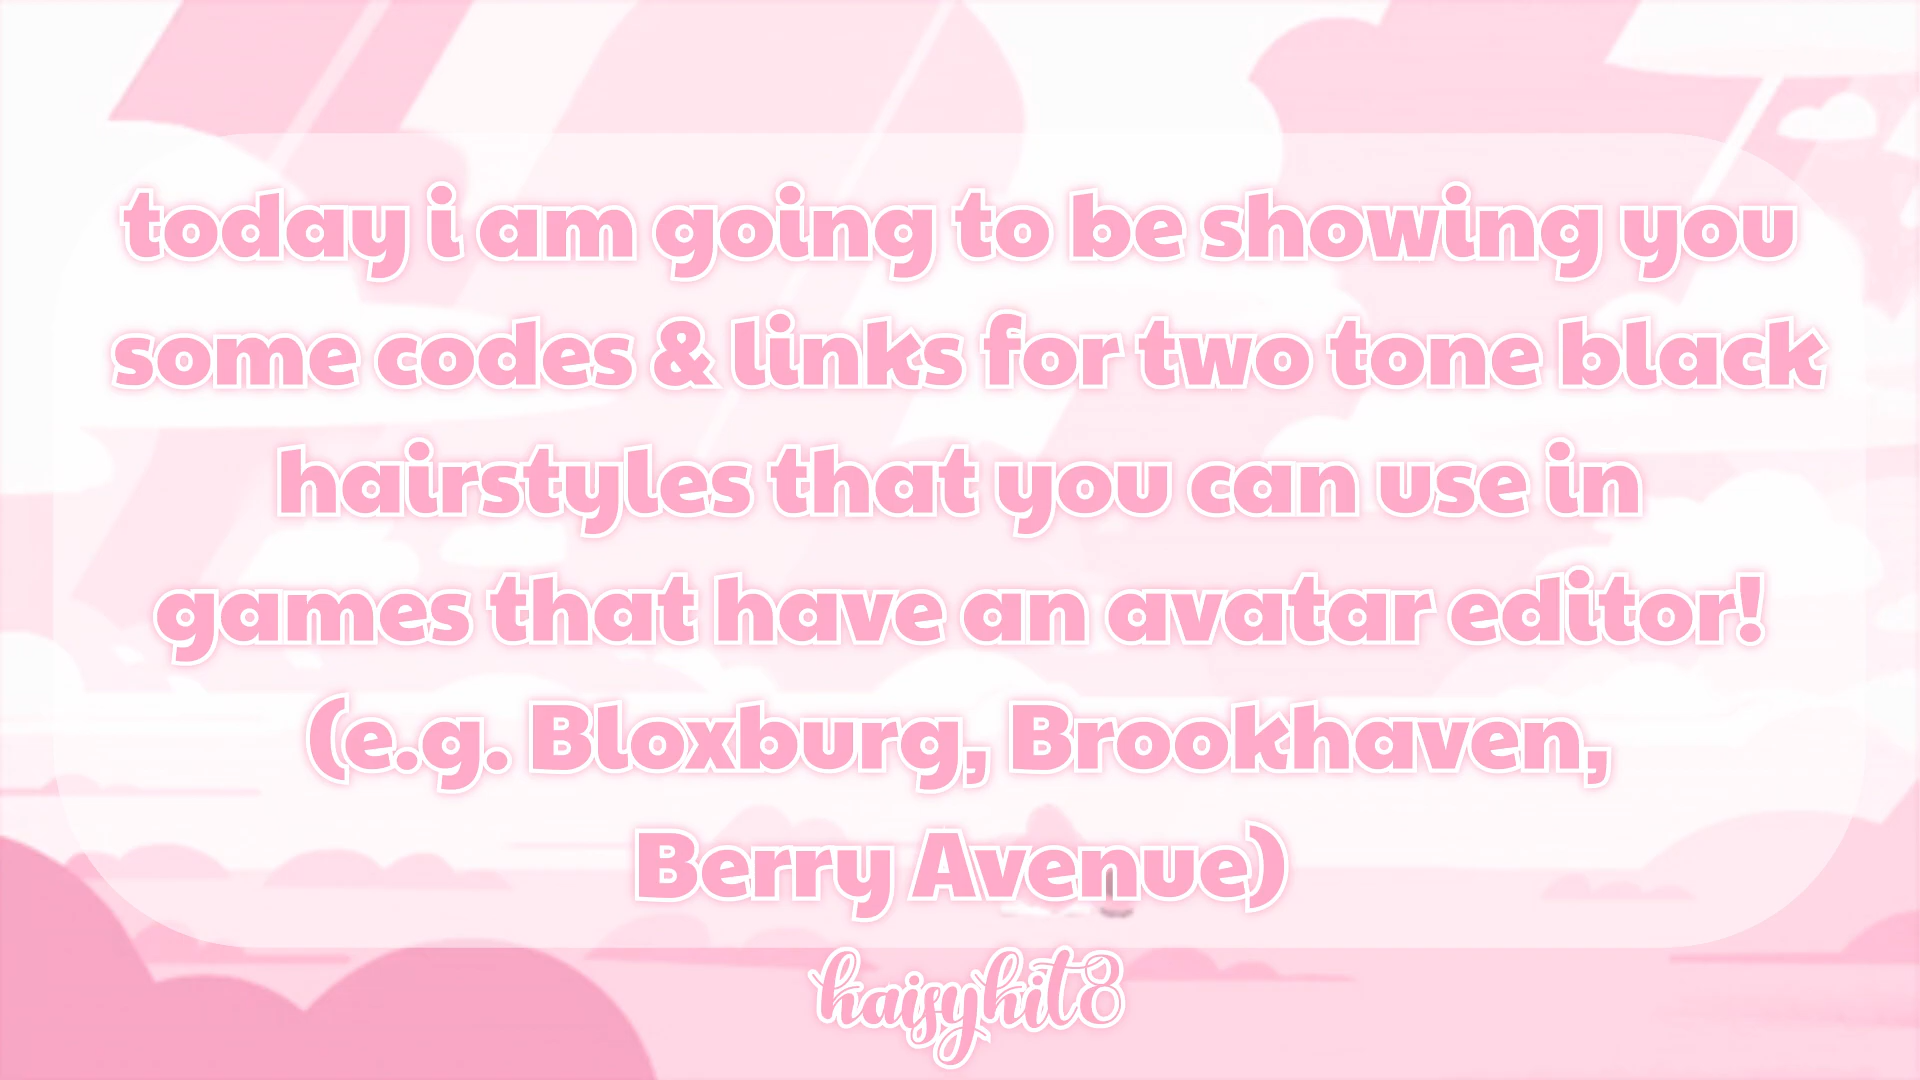 today i am going to be showing you
some codes & links for two tone black
hairstyles that you can use in
games that have an avatar editor!
(e.g. Bloxburg, Brookhaven,
Berry Avenue)
haisyhit8